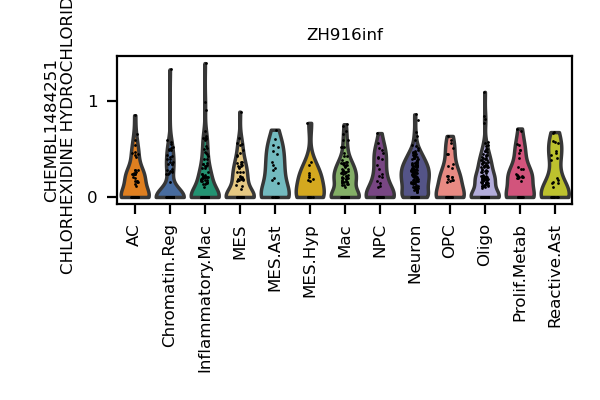 ZH916inf
CHEMBL1484251
CHLORHEXIDINE HYDROCHLORID
1
0
AC
Chromatin.Reg
Inflammatory.Mac
MES
MES.Ast
MES.Hyp
Mac
NPC
Neuron
OPC
Oligo
Prolif.Metab
Reactive.Ast